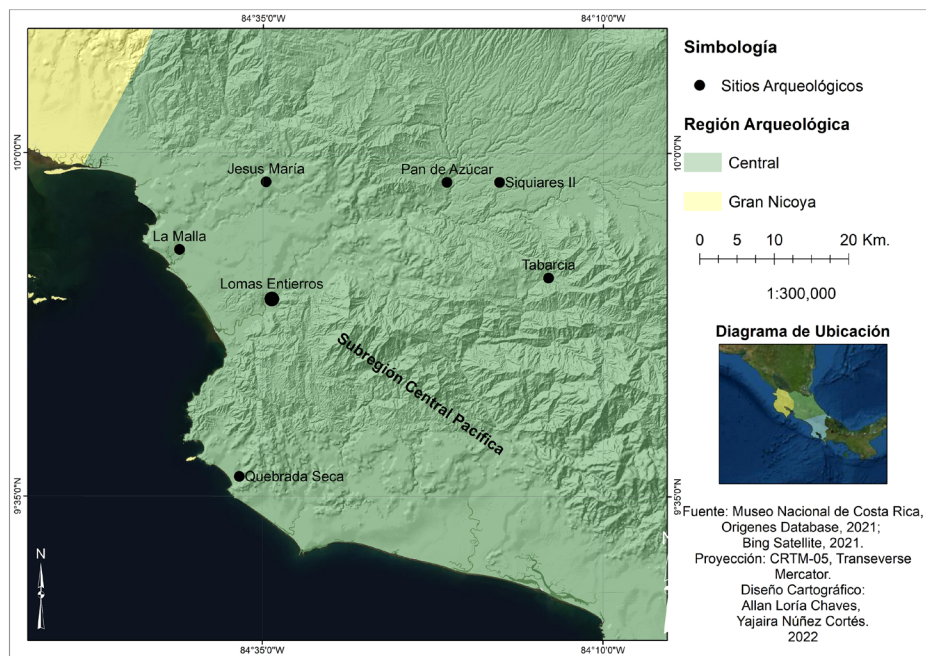 84°35'0"W
84°10'0"W
10°0'0"N
10°0'0"N
Jesus María
Pan de Azúcar
Siquiares II
La Malla
Tabarcia
Lomas Entierros
Subregión Central Pacífica
Quebrada Seca
9°35'0"N
9°35'0"N
N
N
84°35'0"W
84°10'0"W
Simbología
Sitios Arqueológicos
Región Arqueológica
Central
Gran Nicoya
0 5 10 20 Km.
1:300,000
Diagrama de Ubicación
Fuente: Museo Nacional de Costa Rica,
Origenes Database, 2021;
Bing Satellite, 2021.
Proyección: CRTM-05, Transeverse
Mercator.
Diseño Cartográfico:
Allan Loría Chaves,
Yajaira Núñez Cortés.
2022